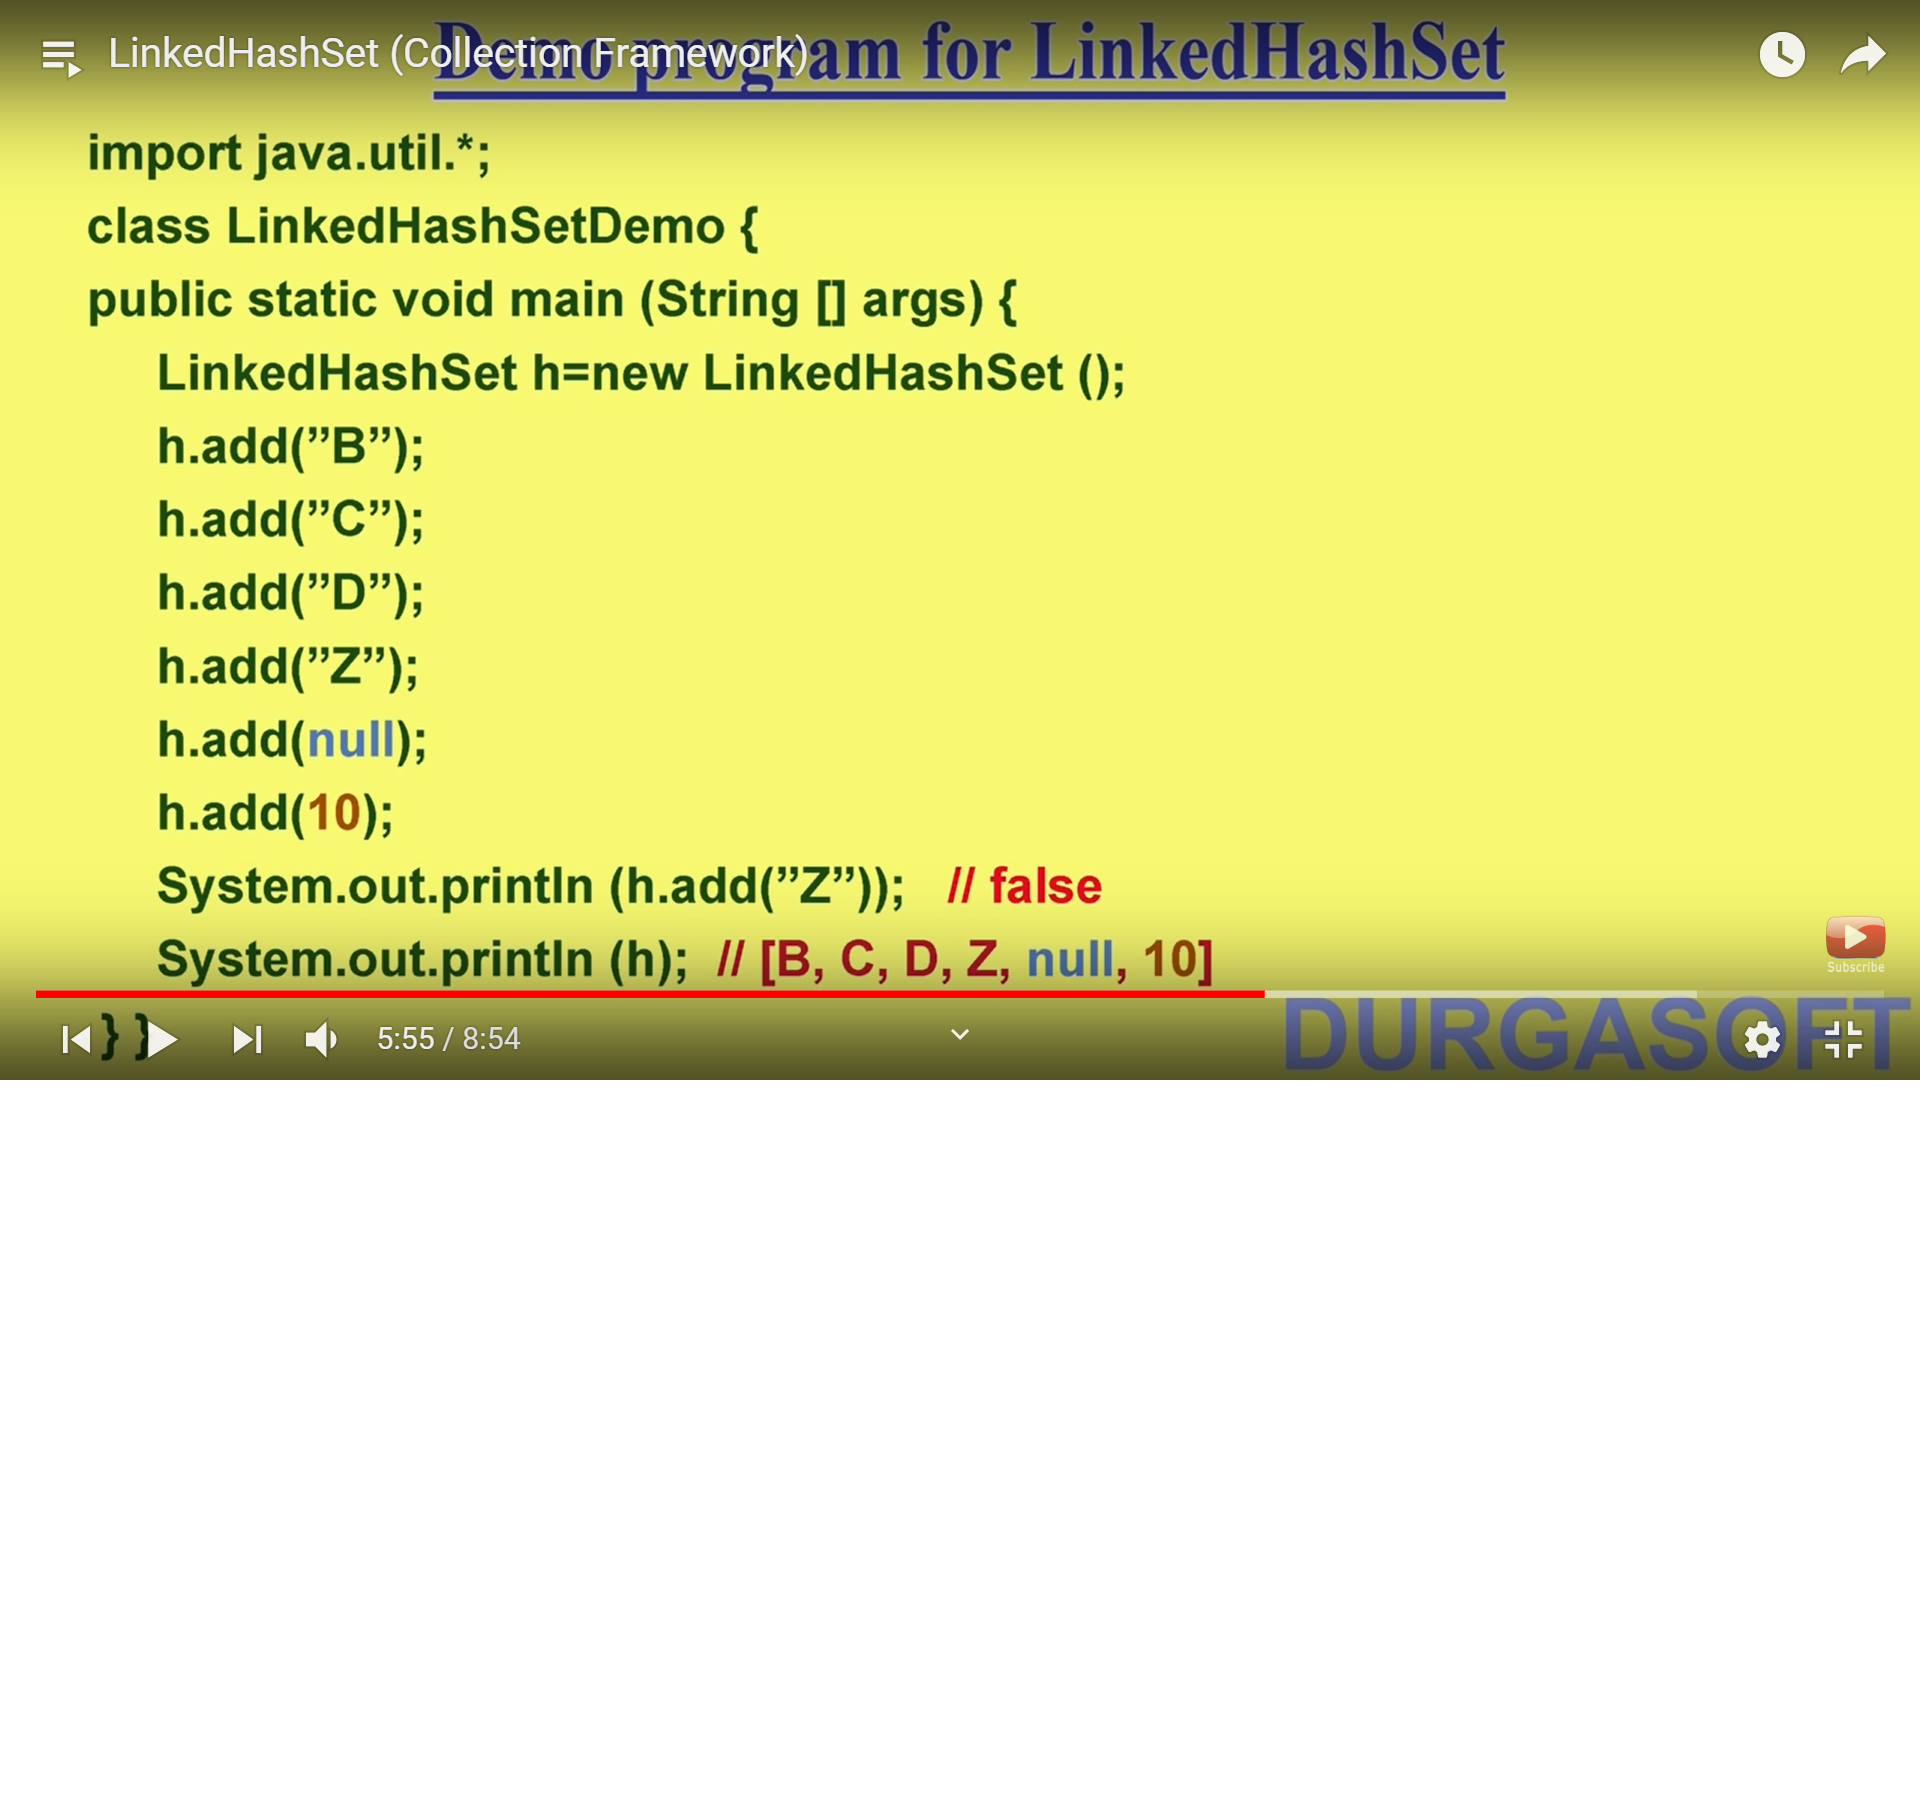 LinkedHashSet (Collection Framework)
Demo program for LinkedHashSet
import java.util.*;
class LinkedHashSetDemo {
public static void main (String [] args) {
LinkedHashSet h=new LinkedHashSet ();
h.add(”B”);
h.add(”C”);
h.add(”D”);
h.add(”Z”);
h.add(null);
h.add(10);
System.out.println (h.add(”Z”)); // false
System.out.println (h); // [B, C, D, Z, null, 10]
Subscribe
} }
5:55 / 8:54
DURGASOFT